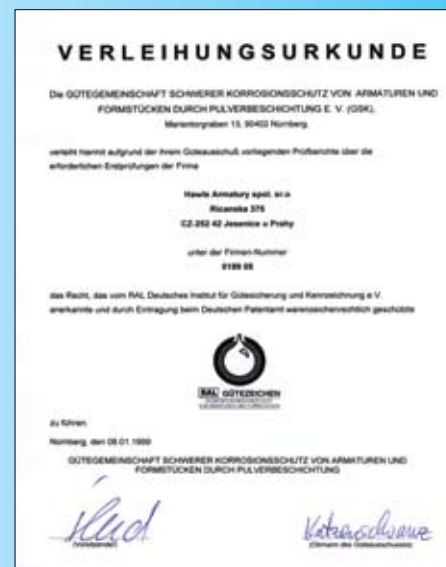 VERLEIHUNGSURKUNDE
Die GÜTEGEMEINSCHAFT SCHWERER KORROSIONSSCHUTZ VON ARMATUREN UND
FORMSTÜCKEN DURCH PULVERBESCHICHTUNG E. V. (GSK),
Marientorgraben 13, 90402 Nürnberg,
verleiht hiermit aufgrund der ihrem Güteausschuß vorliegenden Prüfberichte über die
erforderlichen Erstprüfungen der Firma
Hawle Armatury spol. sr.o
Ricanska 375
CZ-252 42 Jesenice u Prahy
unter der Firmen-Nummer
das Recht, das vom RAL Deutsches Institut für Gütesicherung und Kennzeichnung e.V.
anerkannte und durch Eintragung beim Deutschen Patentamt warenzeichenrechtlich geschützte
RAL GÜTEZEICHEN
zu führen.
Nürnberg, den 08.01.1999
GÜTEGEMEINSCHAFT SCHWERER KORROSIONSSCHUTZ VON ARMATUREN UND
FORMSTÜCKEN DURCH PULVERBESCHICHTUNG
Katzenschwanz
(Vorsitzender) (Obmann des Güteausschusses)